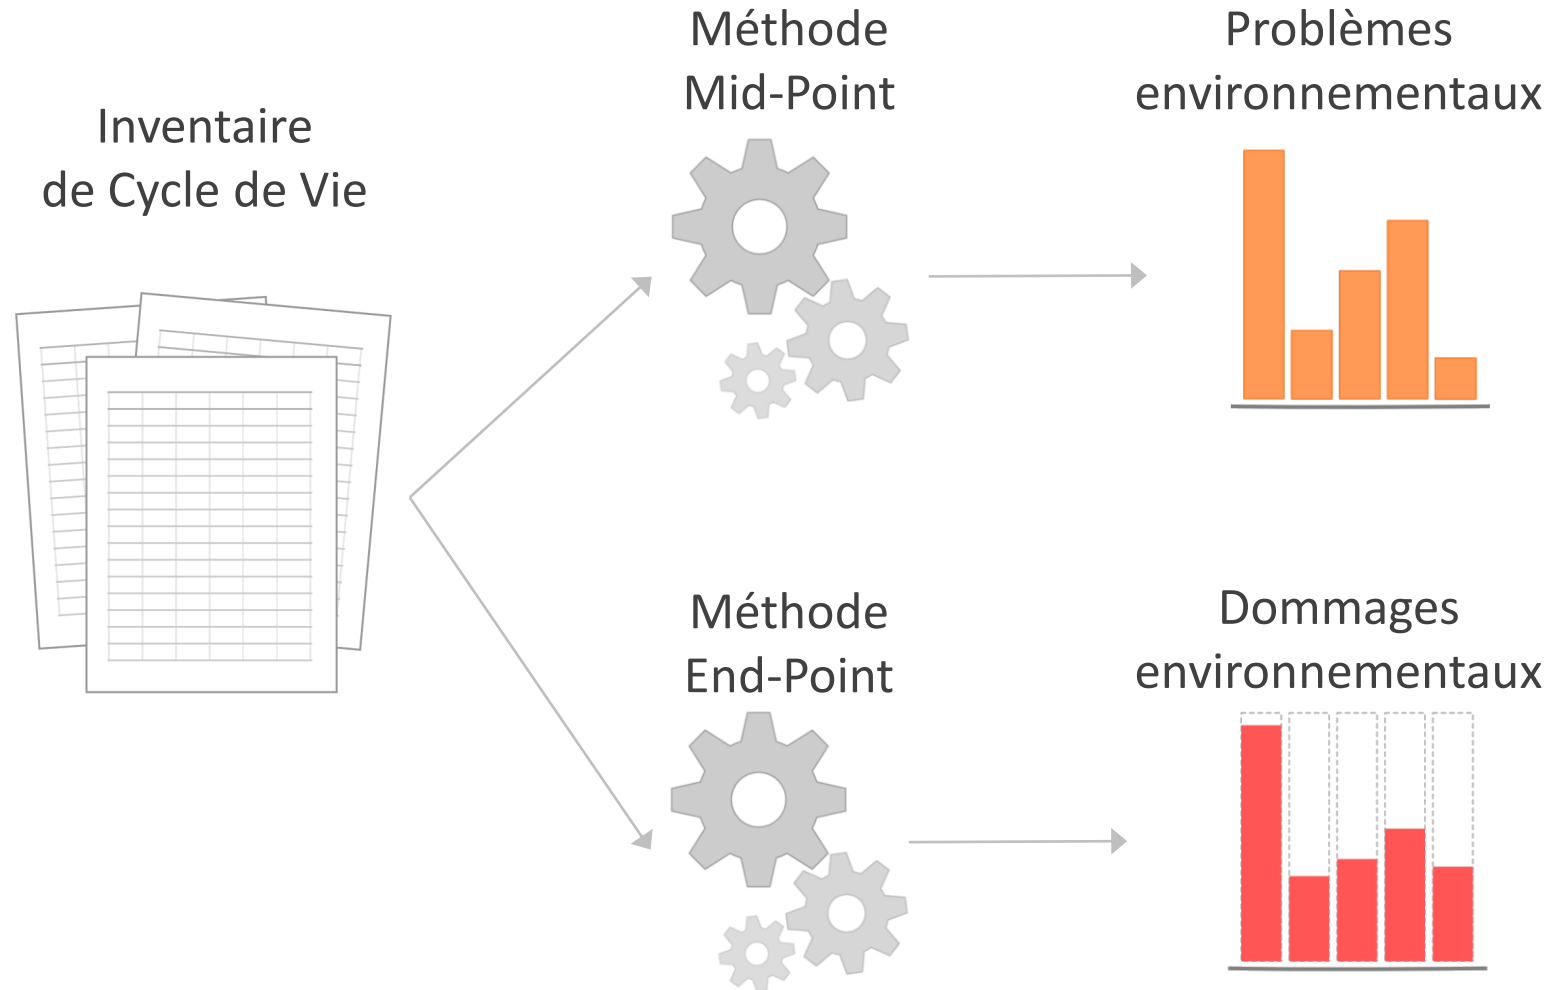 Inventaire
de Cycle de Vie
Méthode
Mid-Point
Problèmes
environnementaux
Méthode
End-Point
Dommages
environnementaux